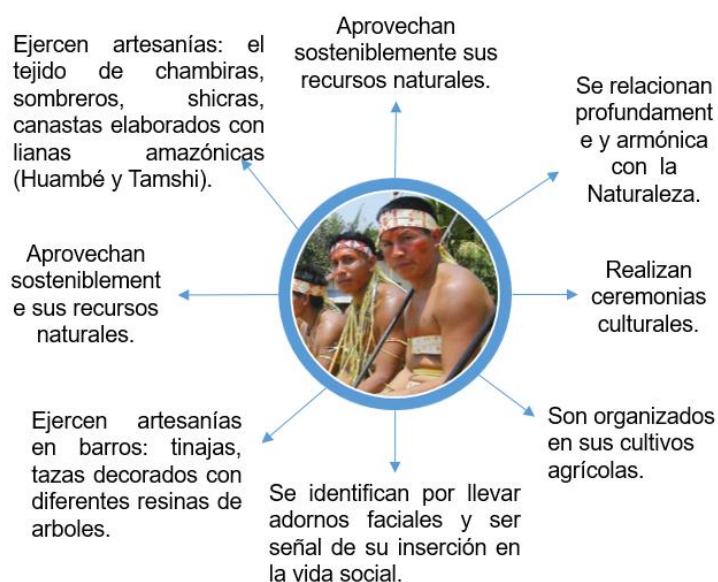 Ejercen artesanías: el
tejido de chambiras,
sombreros, shicras,
canastas elaborados con
lianas amazónicas
(Huambé y Tamshi).
Aprovechan
sosteniblemente sus
recursos naturales.
Se relacionan
profundament
e y armónica
con la
Naturaleza.
Aprovechan
sosteniblement
e sus recursos
naturales.
Realizan
ceremonias
culturales.
Ejercen artesanías
en barros: tinajas,
tazas decorados con
diferentes resinas de
arboles.
Se identifican por llevar
adornos faciales y ser
señal de su inserción en
la vida social.
Son organizados
en sus cultivos
agrícolas.